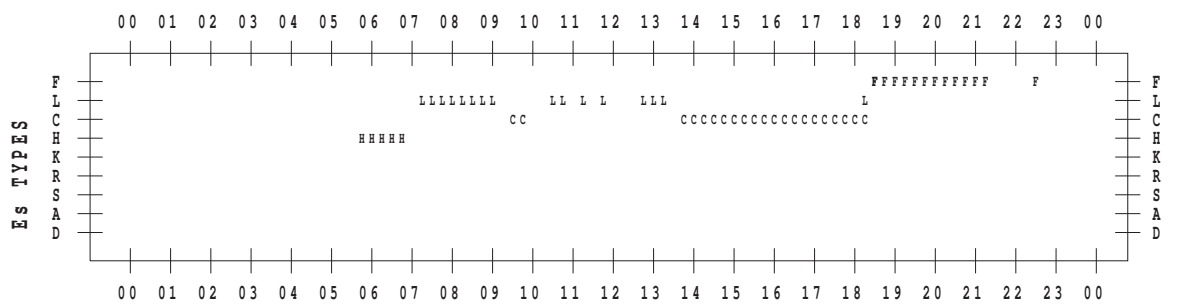 00 01 02 03 04 05 06 07 08 09 10 11 12 13 14 15 16 17 18 19 20 21 22 23 00
F FFFFFFFFFFFF F F
L LLLLLLLL LL L L LLL L L
C CC CCCCCCCCCCCCCCCCCCC C
H HHHHH H
K K
R R
S S
A A
D D
Es TYPES
00 01 02 03 04 05 06 07 08 09 10 11 12 13 14 15 16 17 18 19 20 21 22 23 00